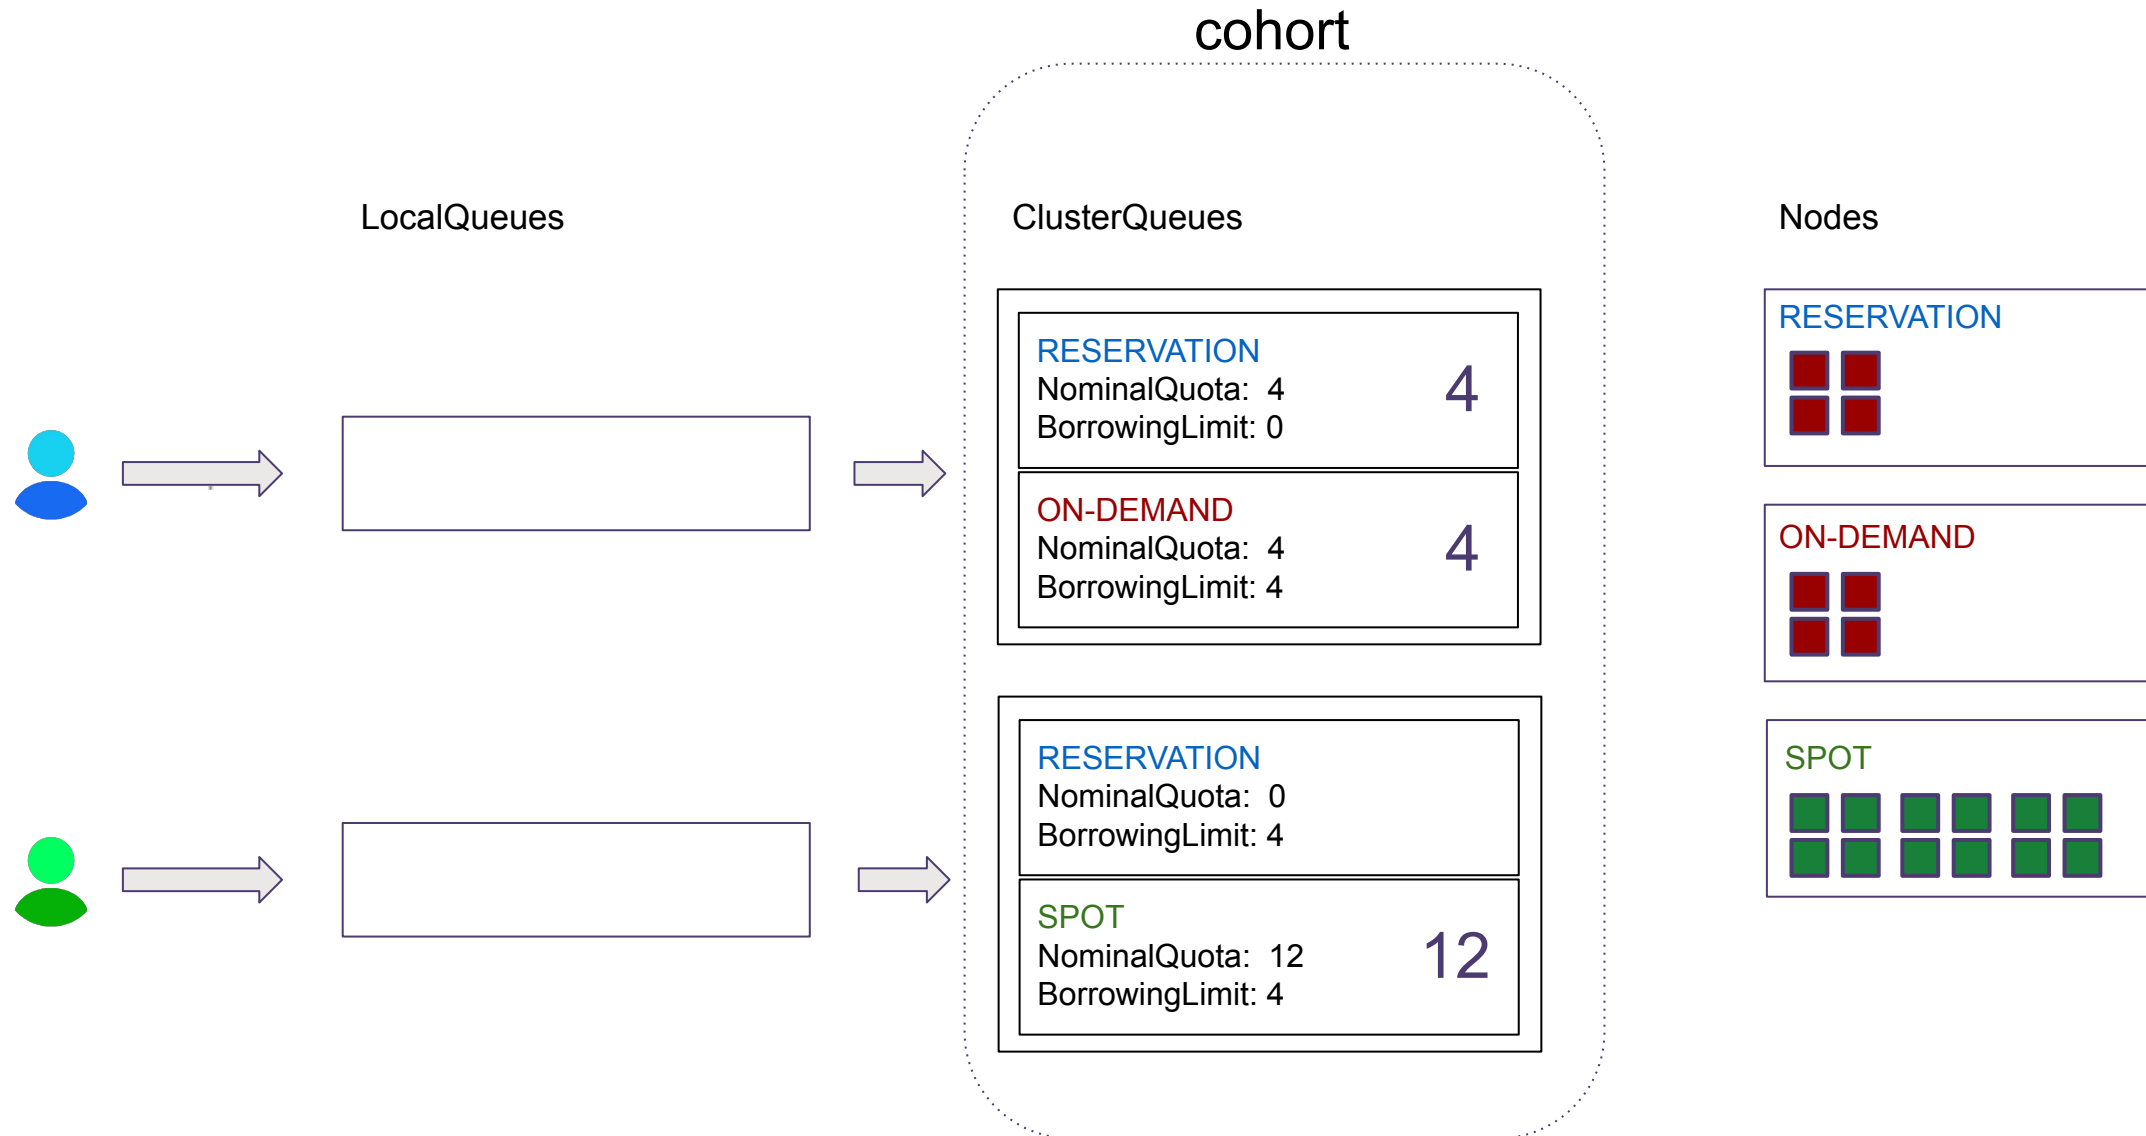 cohort
LocalQueues
ClusterQueues
Nodes
RESERVATION
NominalQuota: 4
BorrowingLimit: 0
4
ON-DEMAND
NominalQuota: 4
BorrowingLimit: 4
4
RESERVATION
NominalQuota: 0
BorrowingLimit: 4
SPOT
NominalQuota: 12
BorrowingLimit: 4
12
RESERVATION
ON-DEMAND
SPOT